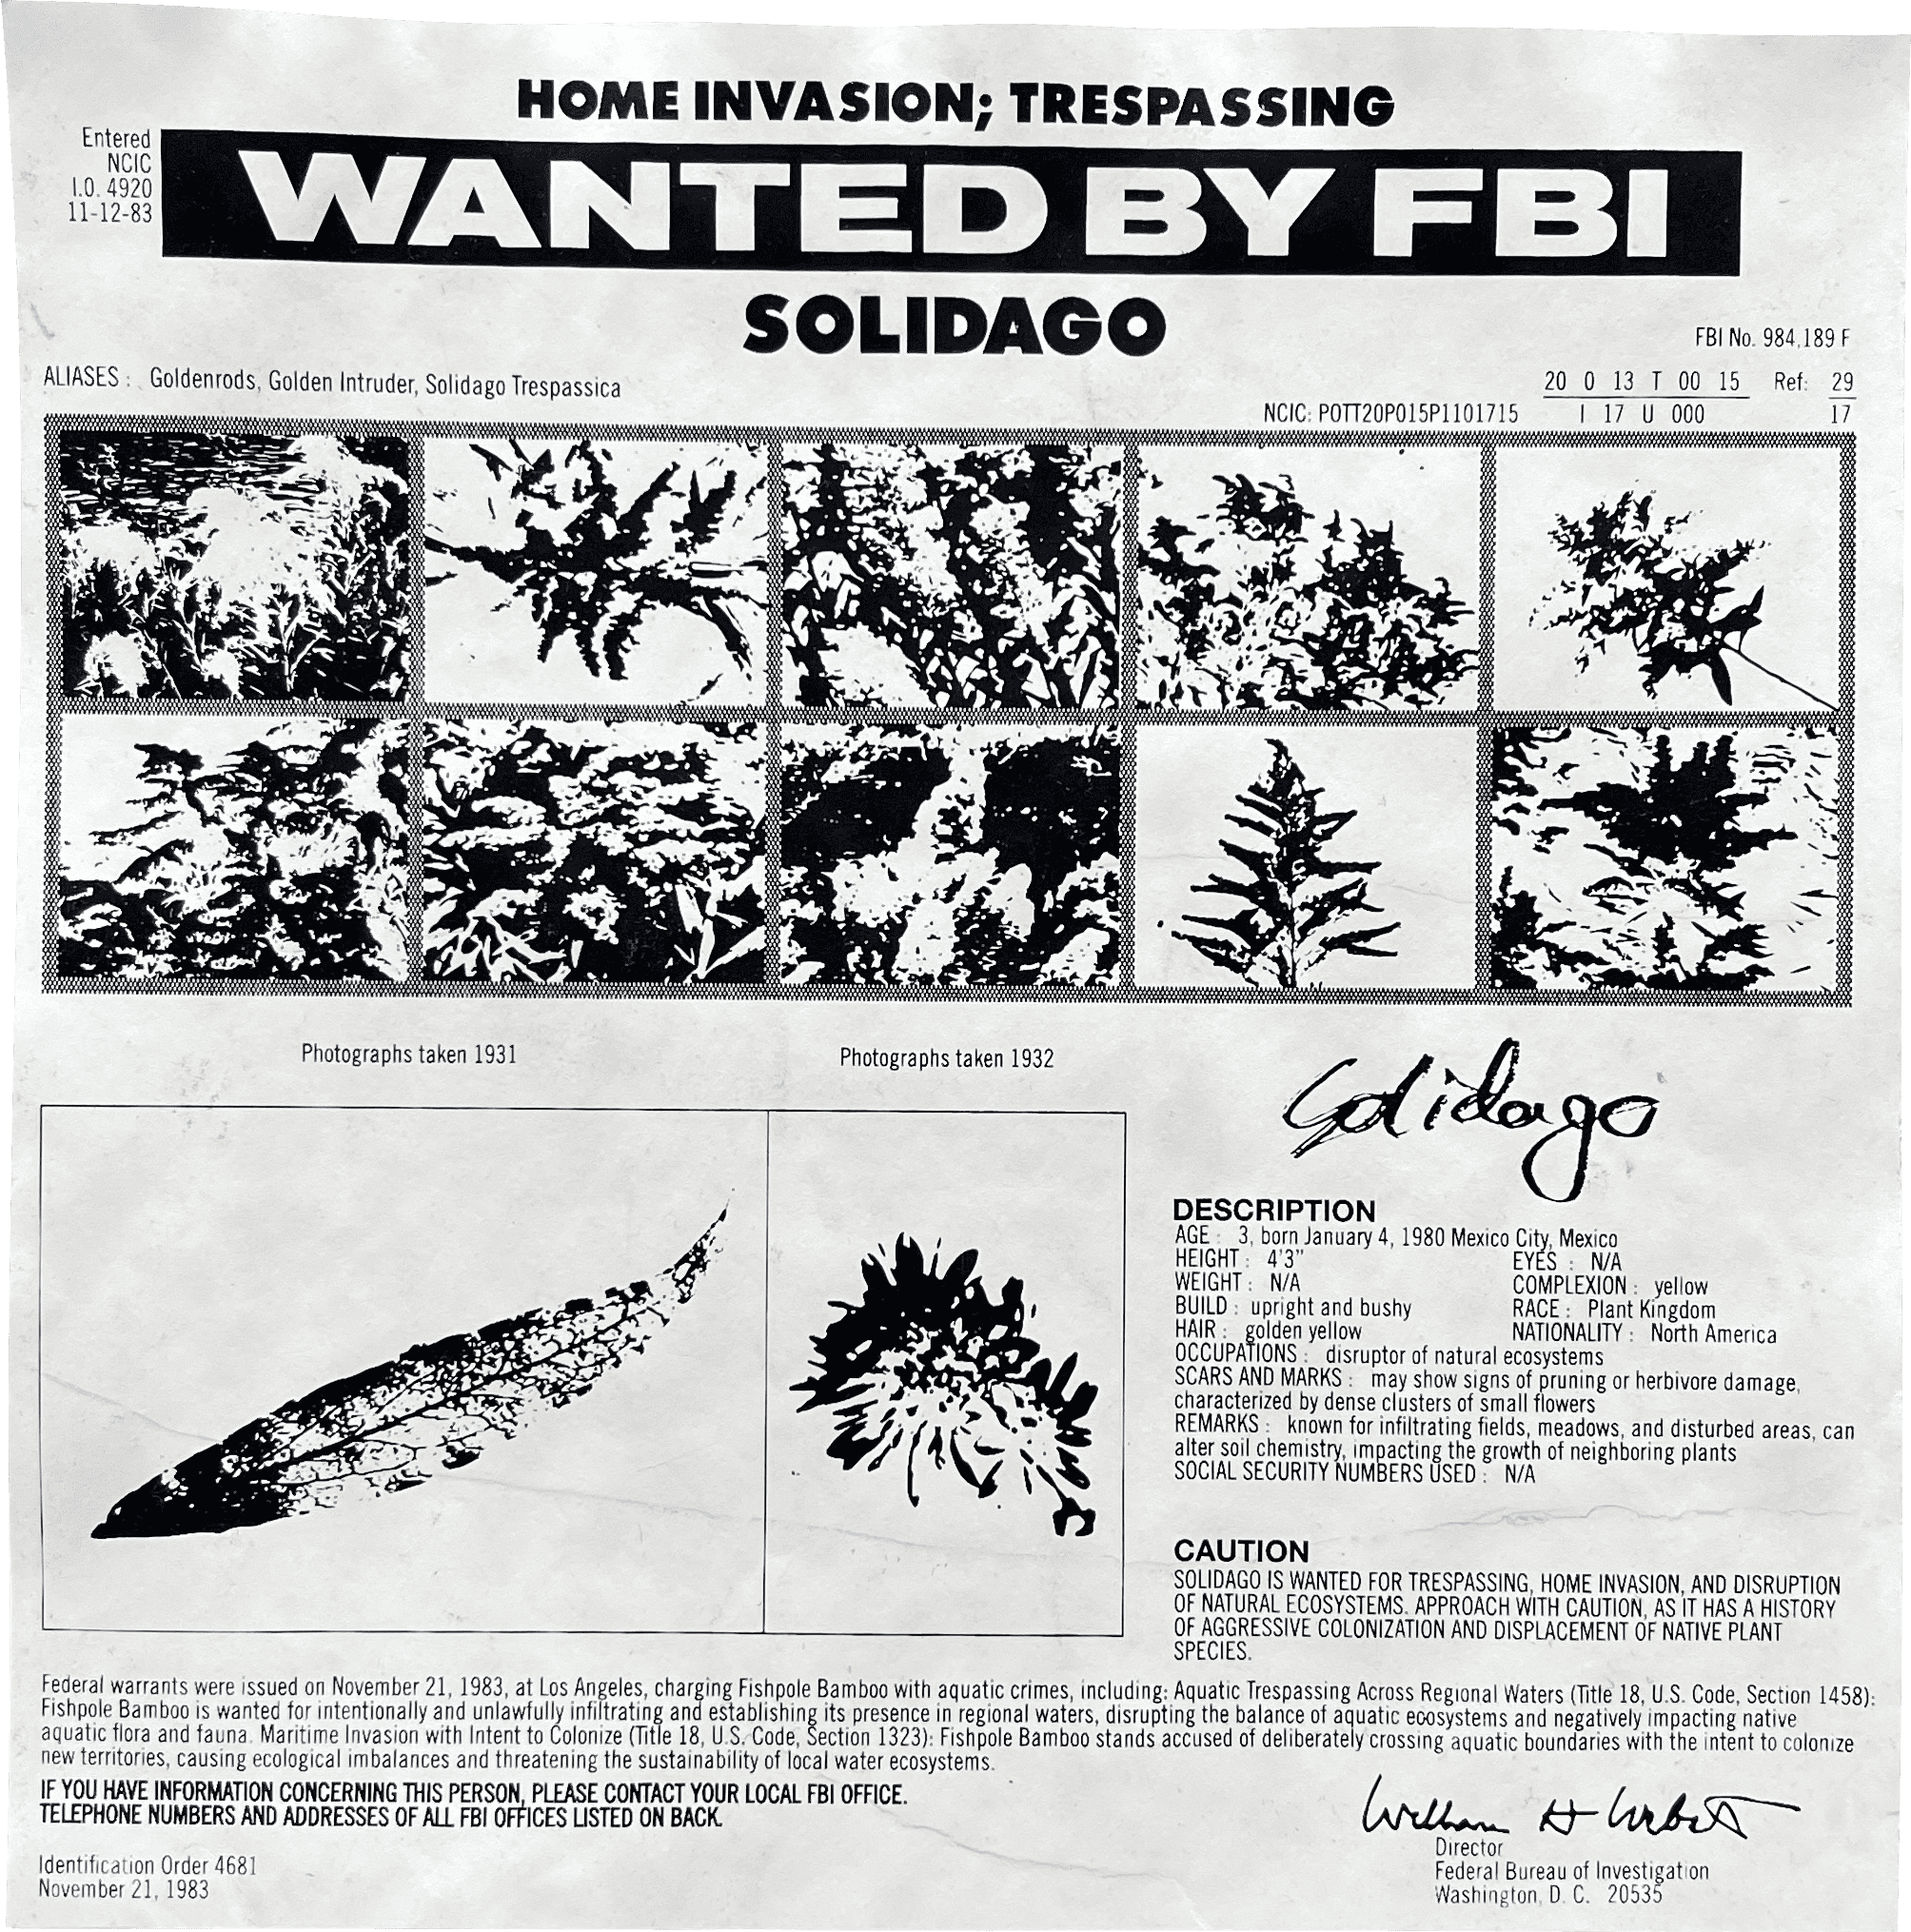 HOME INVASION; TRESPASSING
Entered
NCIC
I.O. 4920
11-12-83
WANTED BY FBI
SOLIDAGO
FBI No. 984,189 F
ALIASES : Goldenrods, Golden Intruder, Solidago Trespassica
20 O 13 T 00 15 Ref: 29
NCIC: POTT20PO15P1101715 I 17 U 000 17
Photographs taken 1931
Photographs taken 1932
Solidago
DESCRIPTION
AGE : 3, born January 4, 1980 Mexico City, Mexico
HEIGHT : 4'3" EYES : N/A
WEIGHT : N/A COMPLEXION : yellow
BUILD : upright and bushy RACE : Plant Kingdom
HAIR : golden yellow NATIONALITY : North America
OCCUPATIONS : disruptor of natural ecosystems
SCARS AND MARKS : may show signs of pruning or herbivore damage,
characterized by dense clusters of small flowers
REMARKS : known for infiltrating fields, meadows, and disturbed areas, can
alter soil chemistry, impacting the growth of neighboring plants
SOCIAL SECURITY NUMBERS USED : N/A
CAUTION
SOLIDAGO IS WANTED FOR TRESPASSING, HOME INVASION, AND DISRUPTION
OF NATURAL ECOSYSTEMS. APPROACH WITH CAUTION, AS IT HAS A HISTORY
OF AGGRESSIVE COLONIZATION AND DISPLACEMENT OF NATIVE PLANT
SPECIES.
Federal warrants were issued on November 21, 1983, at Los Angeles, charging Fishpole Bamboo with aquatic crimes, including: Aquatic Trespassing Across Regional Waters (Title 18, U.S. Code, Section 1458):
Fishpole Bamboo is wanted for intentionally and unlawfully infiltrating and establishing its presence in regional waters, disrupting the balance of aquatic ecosystems and negatively impacting native
aquatic flora and fauna. Maritime Invasion with Intent to Colonize (Title 18, U.S. Code, Section 1323): Fishpole Bamboo stands accused of deliberately crossing aquatic boundaries with the intent to colonize
new territories, causing ecological imbalances and threatening the sustainability of local water ecosystems.
IF YOU HAVE INFORMATION CONCERNING THIS PERSON, PLEASE CONTACT YOUR LOCAL FBI OFFICE.
TELEPHONE NUMBERS AND ADDRESSES OF ALL FBI OFFICES LISTED ON BACK.
William H Webster
Director
Federal Bureau of Investigation
Washington, D. C. 20535
Identification Order 4681
November 21, 1983